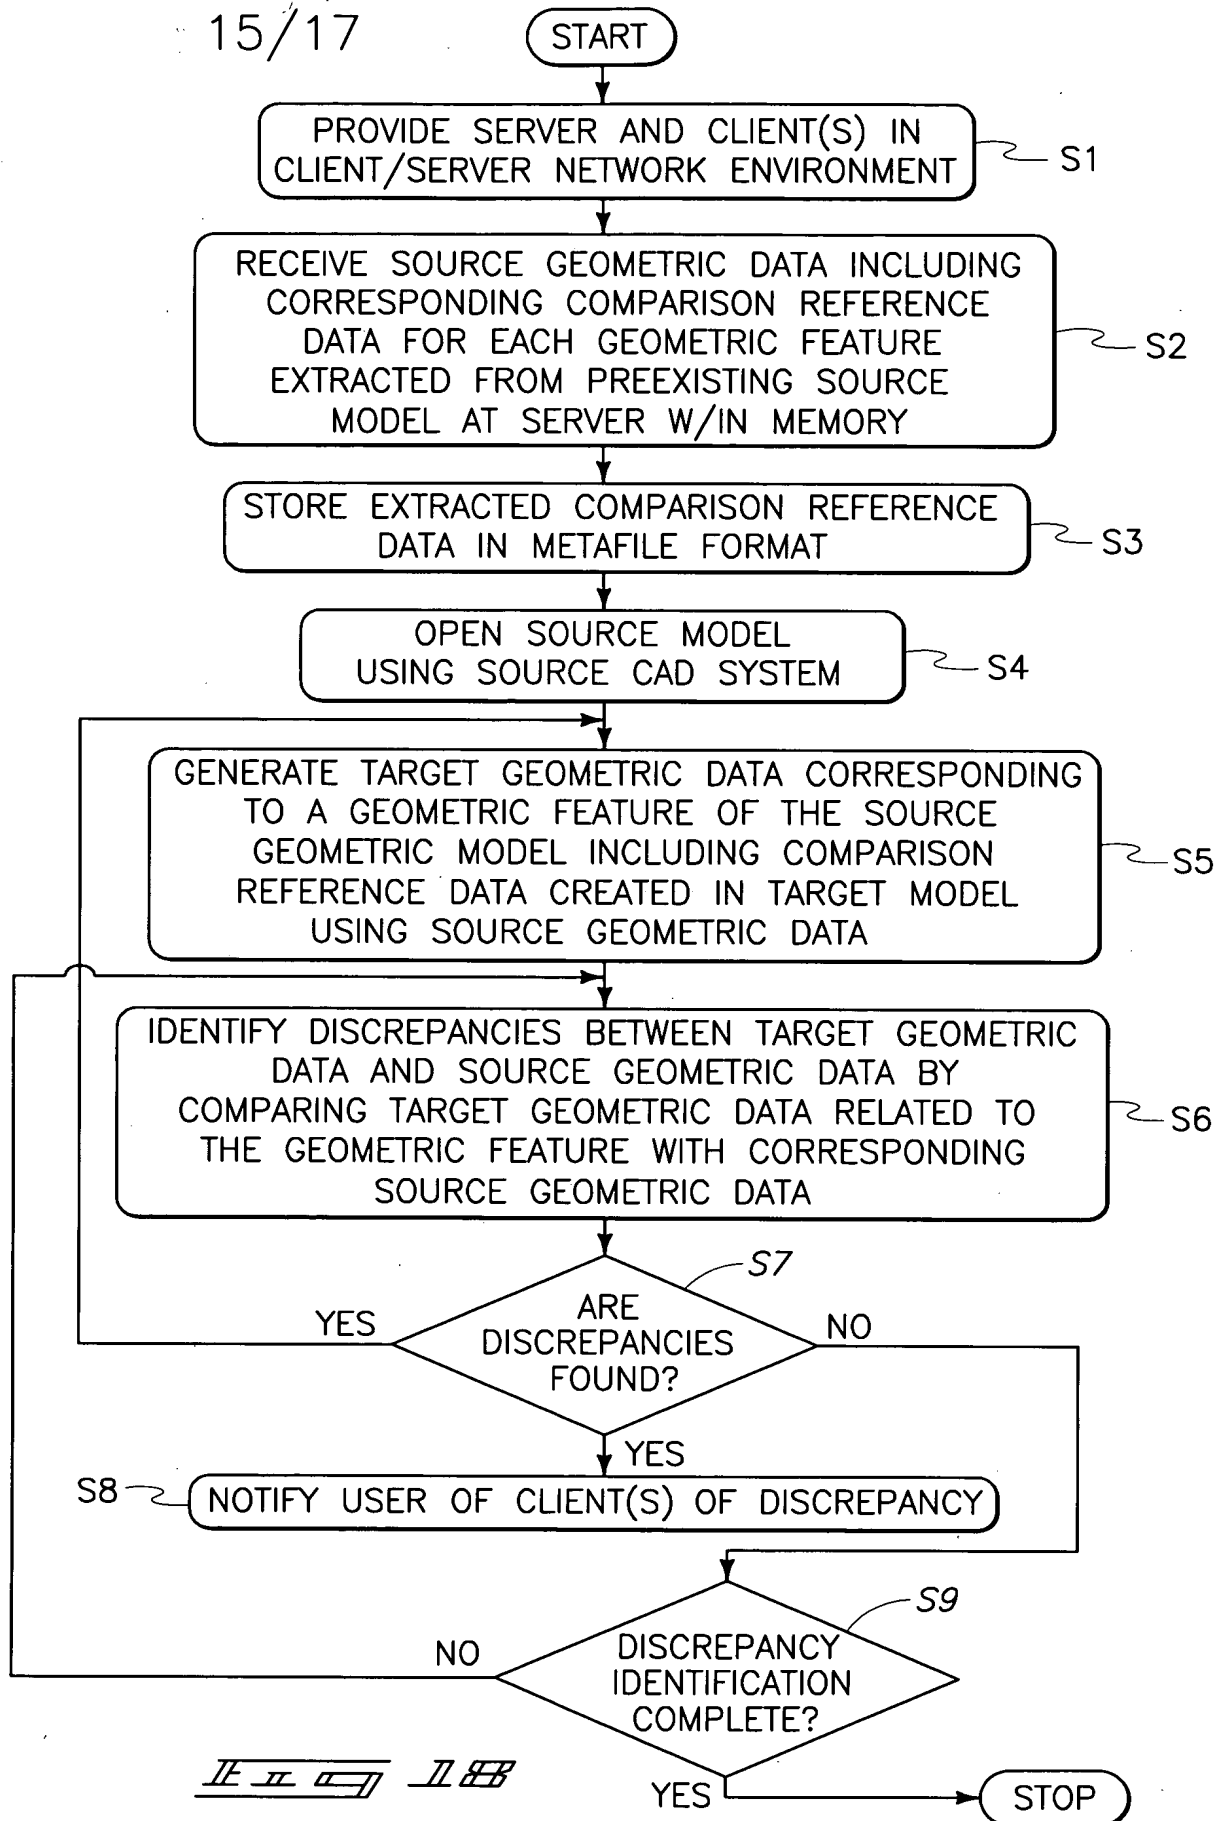 15/17
START
PROVIDE SERVER AND CLIENT(S) IN
CLIENT/SERVER NETWORK ENVIRONMENT
S1
RECEIVE SOURCE GEOMETRIC DATA INCLUDING
CORRESPONDING COMPARISON REFERENCE
DATA FOR EACH GEOMETRIC FEATURE
EXTRACTED FROM PREEXISTING SOURCE
MODEL AT SERVER W/IN MEMORY
S2
STORE EXTRACTED COMPARISON REFERENCE
DATA IN METAFILE FORMAT
S3
OPEN SOURCE MODEL
USING SOURCE CAD SYSTEM
S4
GENERATE TARGET GEOMETRIC DATA CORRESPONDING
TO A GEOMETRIC FEATURE OF THE SOURCE
GEOMETRIC MODEL INCLUDING COMPARISON
REFERENCE DATA CREATED IN TARGET MODEL
USING SOURCE GEOMETRIC DATA
S5
IDENTIFY DISCREPANCIES BETWEEN TARGET GEOMETRIC
DATA AND SOURCE GEOMETRIC DATA BY
COMPARING TARGET GEOMETRIC DATA RELATED TO
THE GEOMETRIC FEATURE WITH CORRESPONDING
SOURCE GEOMETRIC DATA
S6
S7
YES
ARE
DISCREPANCIES
FOUND?
NO
YES
S8
NOTIFY USER OF CLIENT(S) OF DISCREPANCY
S9
NO
DISCREPANCY
IDENTIFICATION
COMPLETE?
YES
STOP
Fig 18